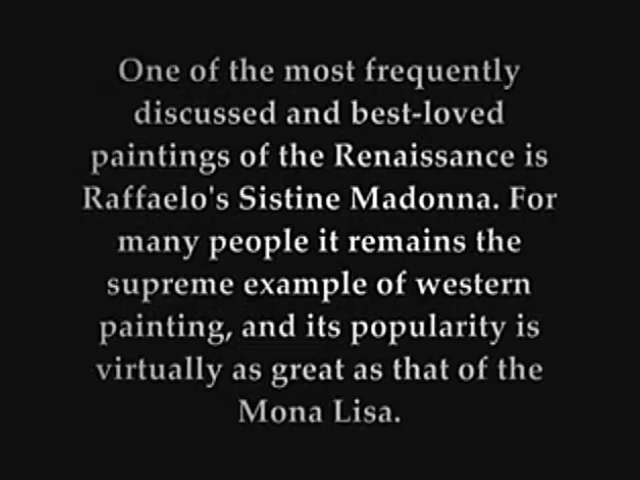 One of the most frequently
discussed and best-loved
paintings of the Renaissance is
Raffaelo's Sistine Madonna. For
many people it remains the
supreme example of western
painting, and its popularity is
virtually as great as that of the
Mona Lisa.